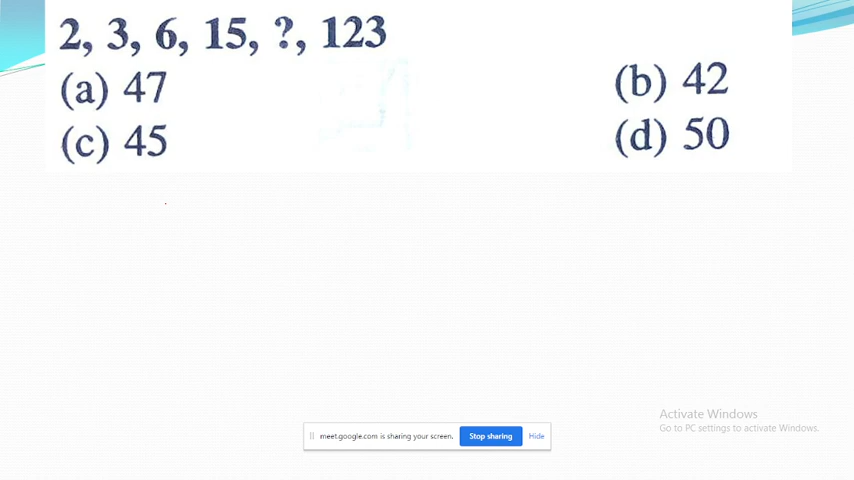 2, 3, 6, 15, ?, 123
(a) 47
(b) 42
(c) 45
(d) 50
Activate Windows
Go to PC settings to activate Windows.
meet.google.com is sharing your screen.
Stop sharing
Hide